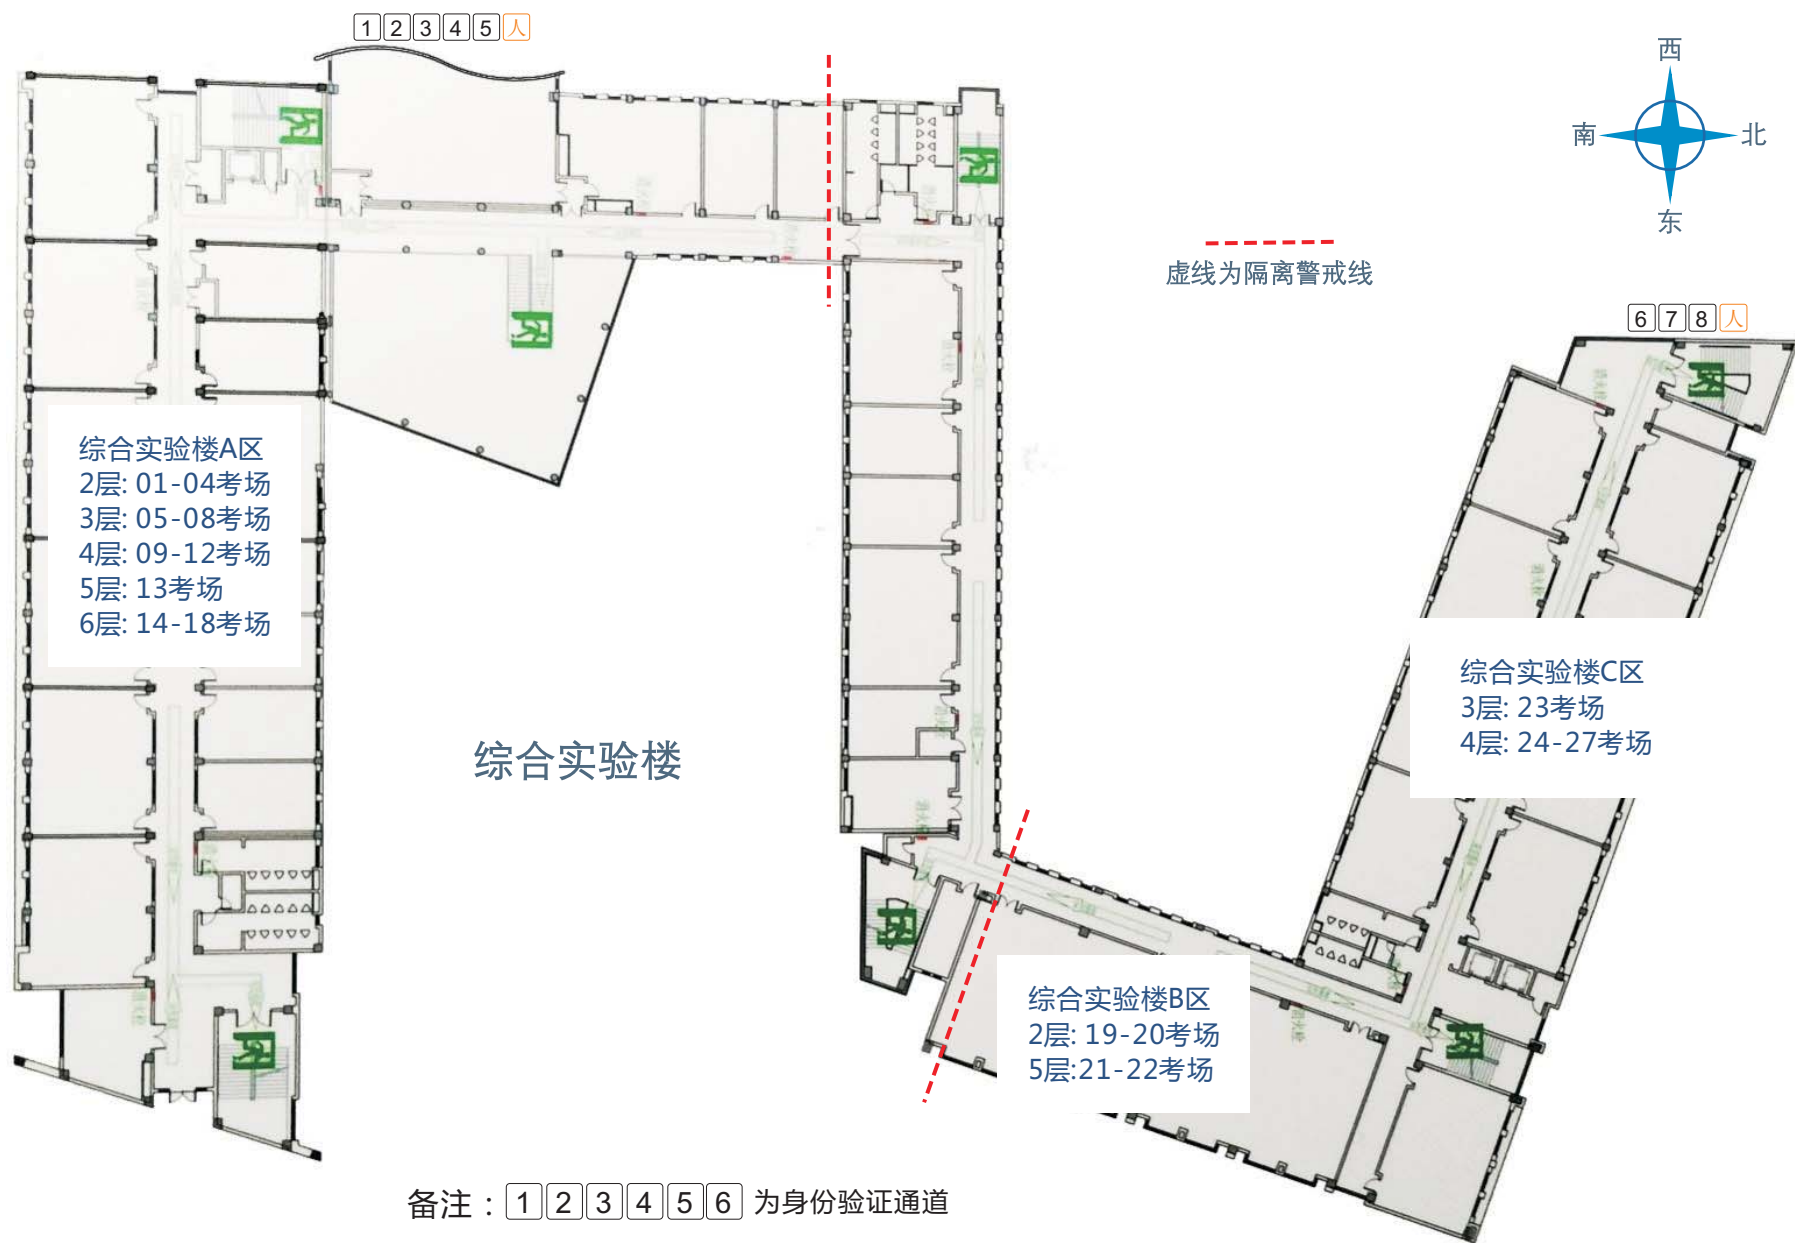 12345人
西
南 北
东
虚线为隔离警戒线
678人
综合实验楼A区
2层: 01-04考场
3层: 05-08考场
4层: 09-12考场
5层: 13考场
6层: 14-18考场
综合实验楼C区
3层: 23考场
4层: 24-27考场
综合实验楼
综合实验楼B区
2层: 19-20考场
5层:21-22考场
备注：123456 为身份验证通道